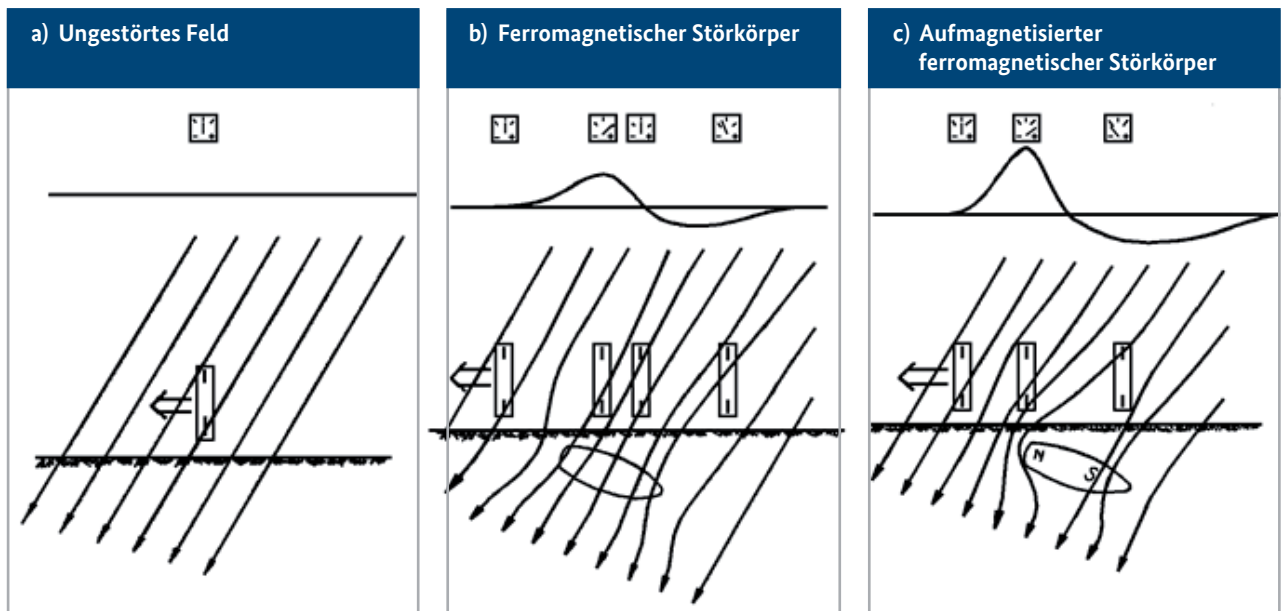 a) Ungestörtes Feld
b) Ferromagnetischer Störkörper
c) Aufmagnetisierter
ferromagnetischer Störkörper
N
S